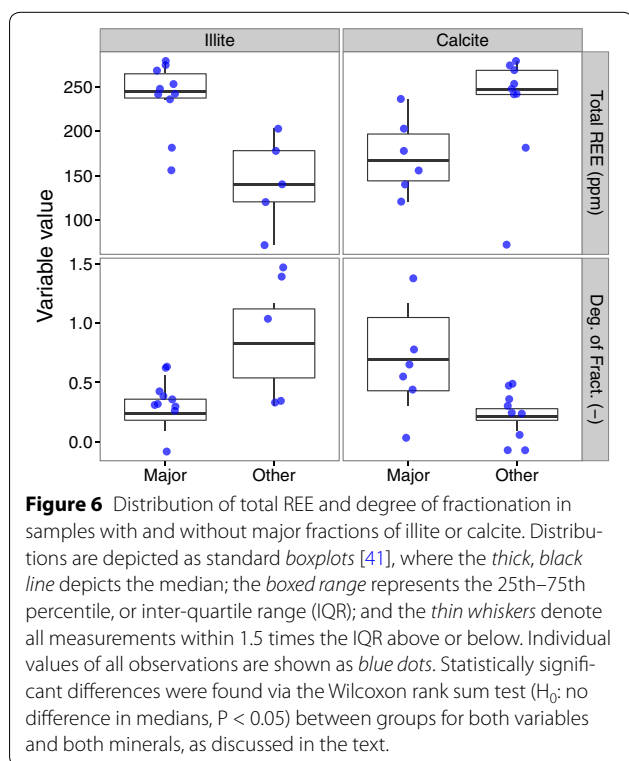 Illite Calcite
250
200
150
100
Total REE (ppm)
Variable value
1.5
1.0
0.5
0.0
Deg. of Fract. (−)
Major Other Major Other
Figure 6 Distribution of total REE and degree of fractionation in
samples with and without major fractions of illite or calcite. Distribu-
tions are depicted as standard boxplots [41], where the thick, black
line depicts the median; the boxed range represents the 25th–75th
percentile, or inter-quartile range (IQR); and the thin whiskers denote
all measurements within 1.5 times the IQR above or below. Individual
values of all observations are shown as blue dots. Statistically signifi-
cant differences were found via the Wilcoxon rank sum test (H0: no
difference in medians, P < 0.05) between groups for both variables
and both minerals, as discussed in the text.